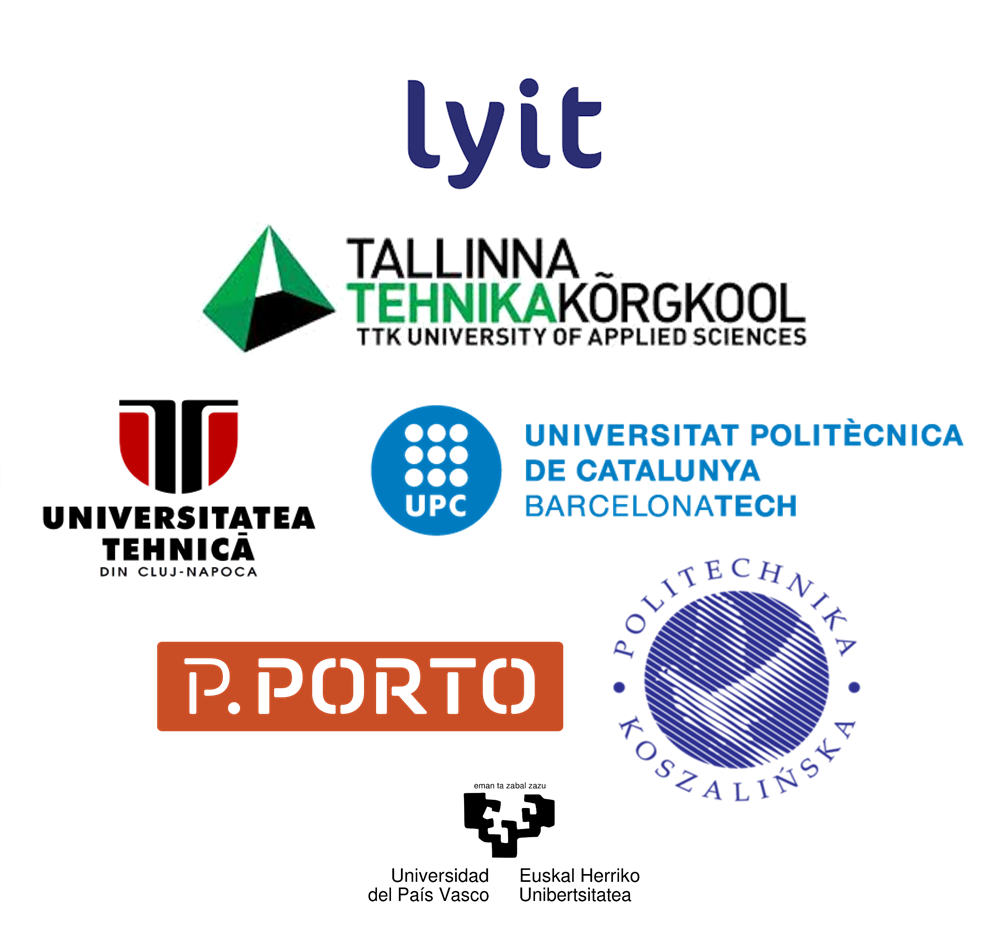 lyit
TALLINNA
TEHNIKAKÕRGKOOL
TTK UNIVERSITY OF APPLIED SCIENCES
UNIVERSITATEA
TEHNICĀ
DIN CLUJ-NAPOCA
UPC
UNIVERSITAT POLITÈCNICA
DE CATALUNYA
BARCELONATECH
P.PORTO
POLITECHNIKA
KOSZALIŃSKA
eman ta zabal zazu
Universidad
del País Vasco
Euskal Herriko
Unibertsitatea